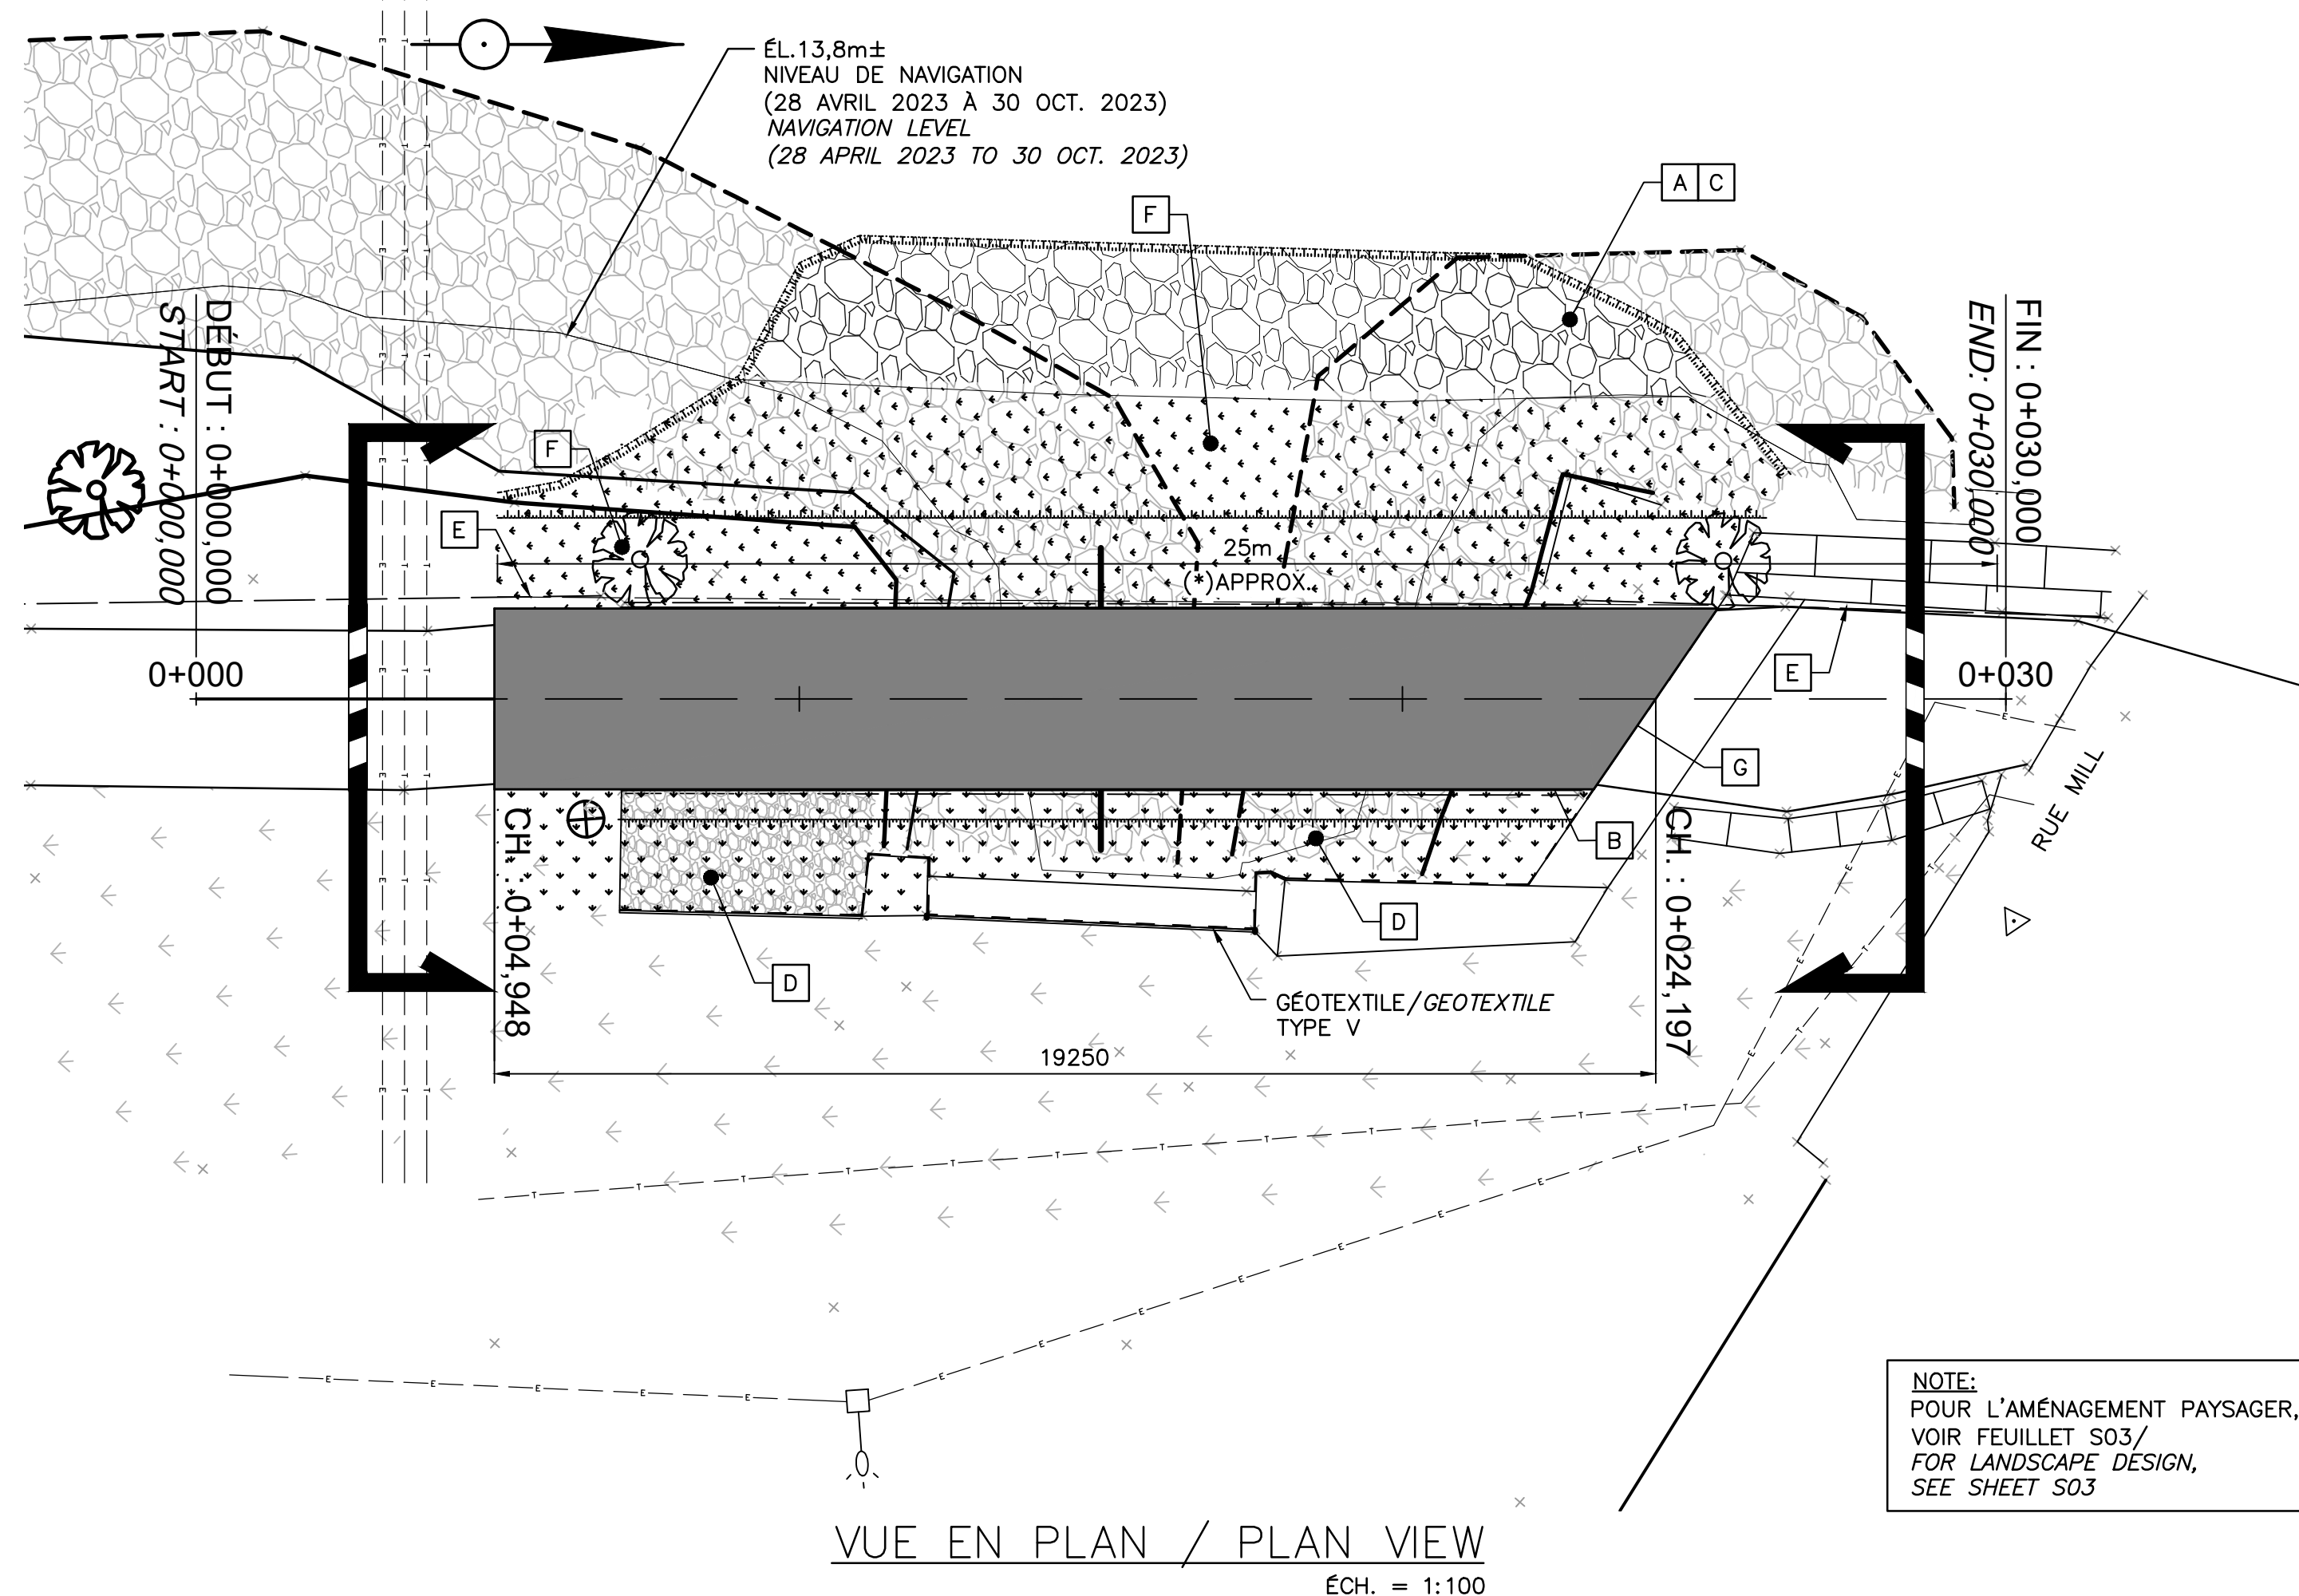 ÉL.13,8m±
NIVEAU DE NAVIGATION
(28 AVRIL 2023 À 30 OCT. 2023)
NAVIGATION LEVEL
(28 APRIL 2023 TO 30 OCT. 2023)
A C
F
DÉBUT : 0+000,000
START : 0+000,000
FIN : 0+030,000
END: 0+030,000
F
E
25m
(*)APPROX.
0+000
0+030
E
G
B
CH. : 0+04,948
CH. : 0+024,197
RUE MILL
D
D
GÉOTEXTILE/GEOTEXTILE
TYPE V
19250
NOTE:
POUR L'AMÉNAGEMENT PAYSAGER,
VOIR FEUILLET S03/
FOR LANDSCAPE DESIGN,
SEE SHEET S03
VUE EN PLAN / PLAN VIEW
ÉCH. = 1:100